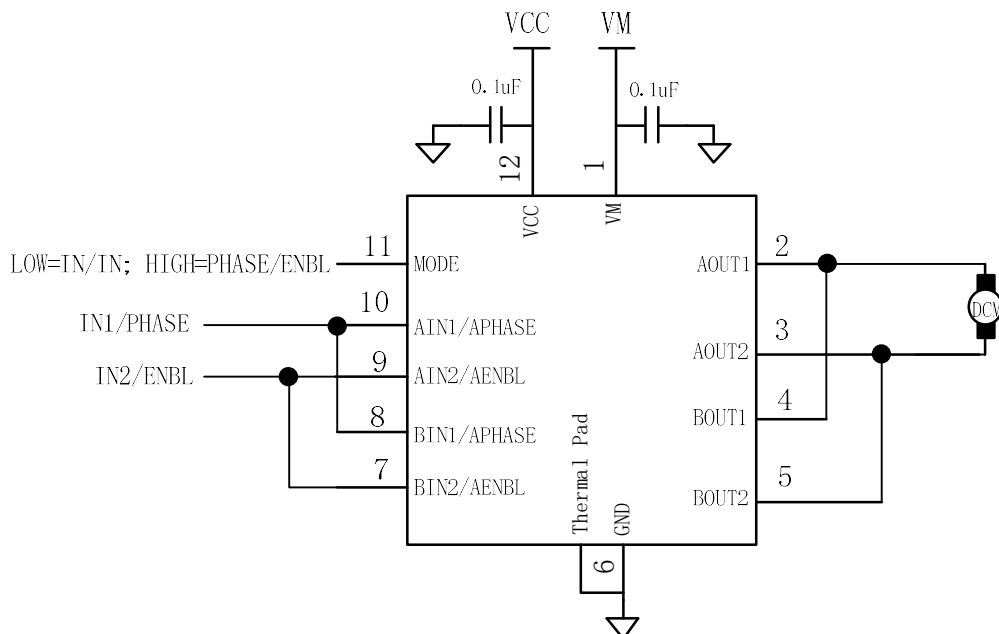 VCC
VM
0.1uF
0.1uF
12
1
VCC
VM
LOW=IN/IN; HIGH=PHASE/ENBL
11
MODE
AOUT1
2
IN1/PHASE
10
AIN1/APHASE
DCM
IN2/ENBL
9
AIN2/AENBL
AOUT2
3
8
BIN1/APHASE
BOUT1
4
7
BIN2/AENBL
BOUT2
5
Thermal Pad
GND
6